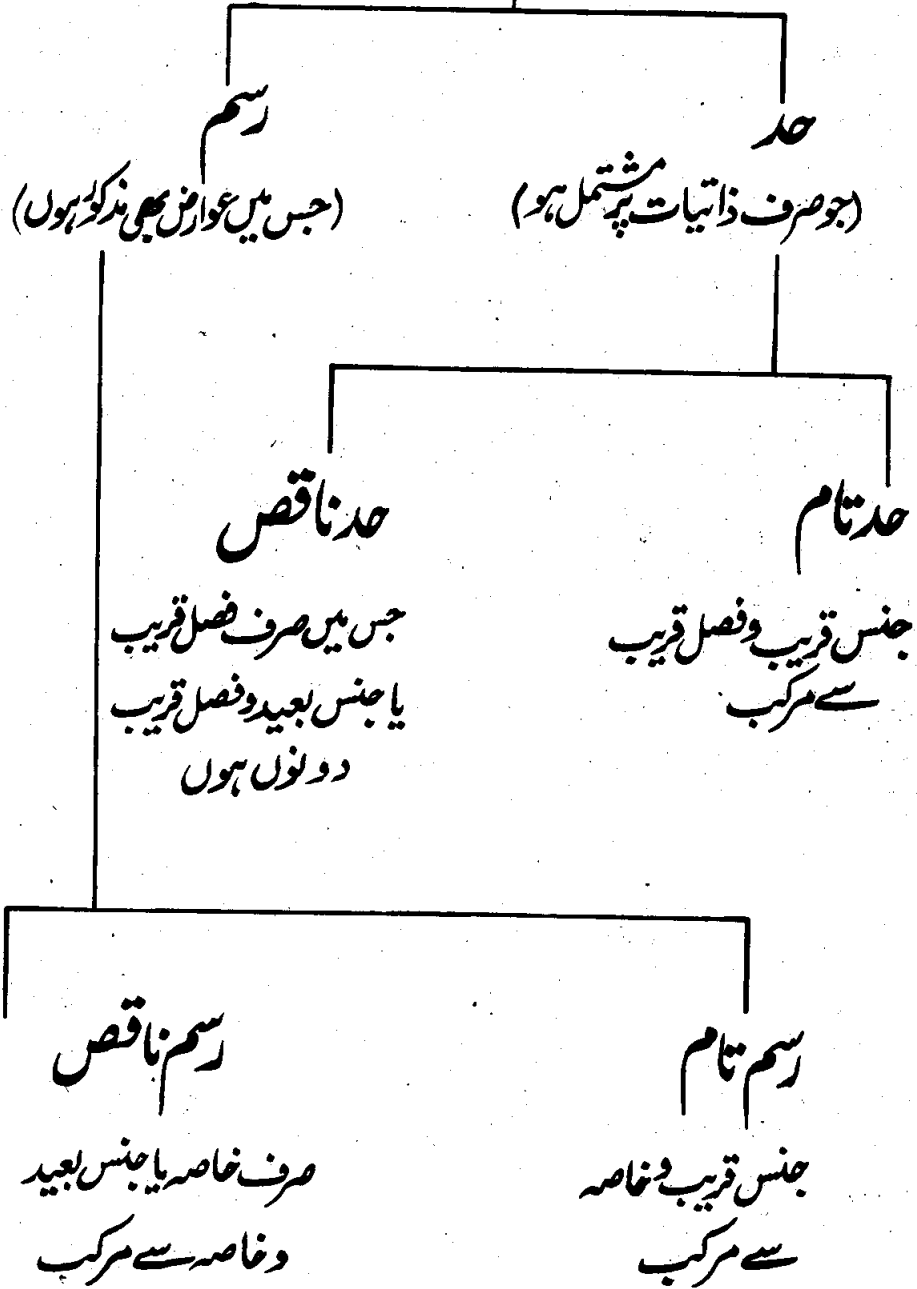 حد
(جو صرف ذاتیات پر مشتمل ہو)
رسم
(جس میں عوارض بھی مذکور ہوں)
حد تام
جنس قریب و فصل قریب
سے مرکب
حد ناقص
جس میں صرف فصل قریب
یا جنس بعید و فصل قریب
دونوں ہوں
رسم تام
جنس قریب و خاصہ
سے مرکب
رسم ناقص
صرف خاصہ یا جنس بعید
و خاصہ سے مرکب